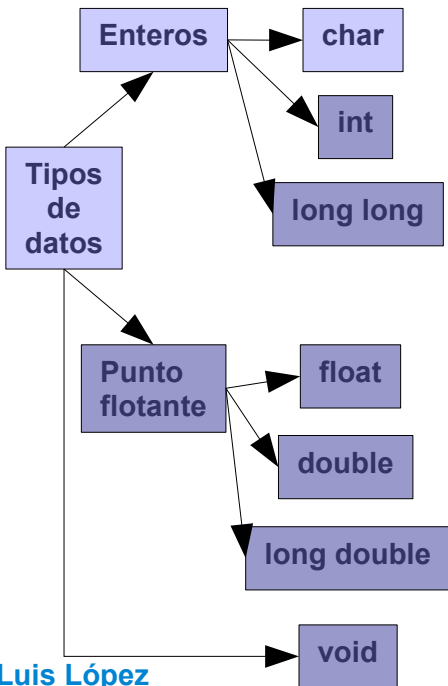 Enteros
char
int
long long
Tipos
de
datos
Punto
flotante
float
double
long double
void
Luis López